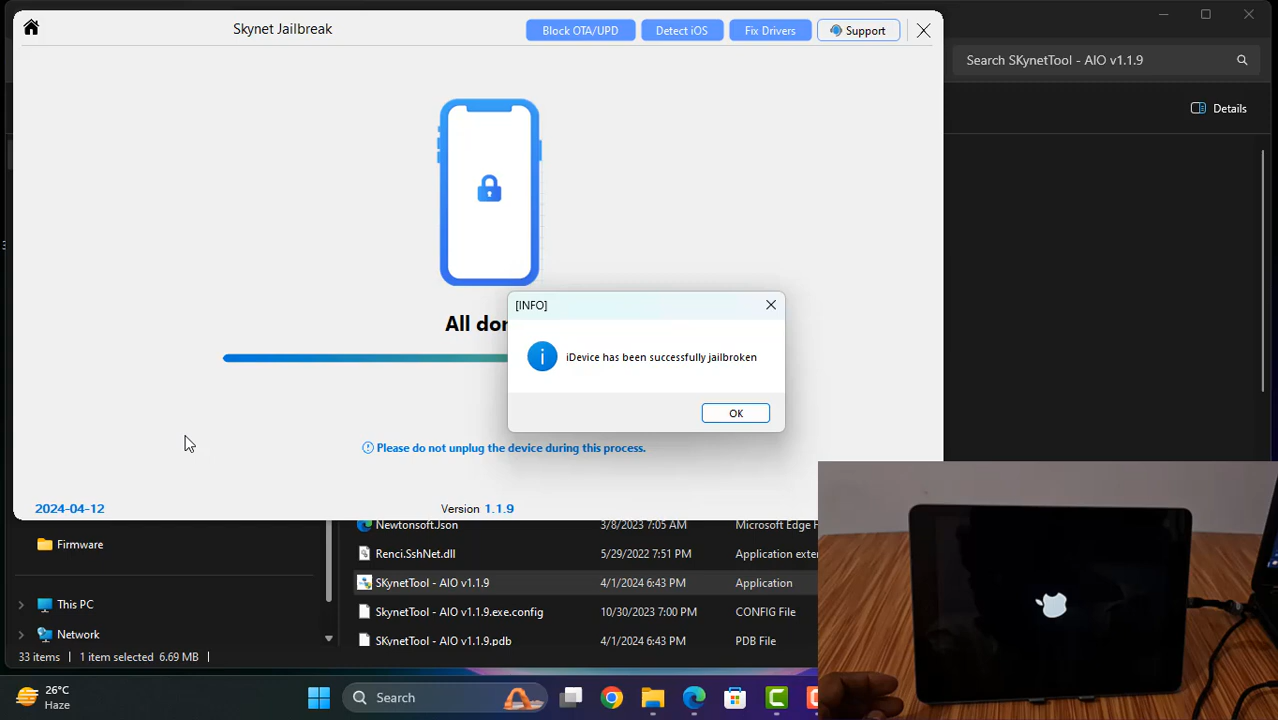 Skynet Jailbreak
Block OTA/UPD
Detect iOS
Fix Drivers
Support
Search SKynetTool - AIO v1.1.9
Details
[INFO]
All don
iDevice has been successfully jailbroken
OK
Please do not unplug the device during this process.
2024-04-12
Version 1.1.9
Newtonsoft.Json 3/8/2023 7:05 AM Microsoft Edge
Firmware
Renci.SshNet.dll 5/29/2022 7:51 PM Application exte
SKynetTool - AIO v1.1.9 4/1/2024 6:43 PM Application
This PC
SkynetTool - AIO v1.1.9.exe.config 10/30/2023 7:00 PM CONFIG File
Network
SKynetTool - AIO v1.1.9.pdb 4/1/2024 6:43 PM PDB File
33 items
1 item selected 6.69 MB
26°C
Haze
Search